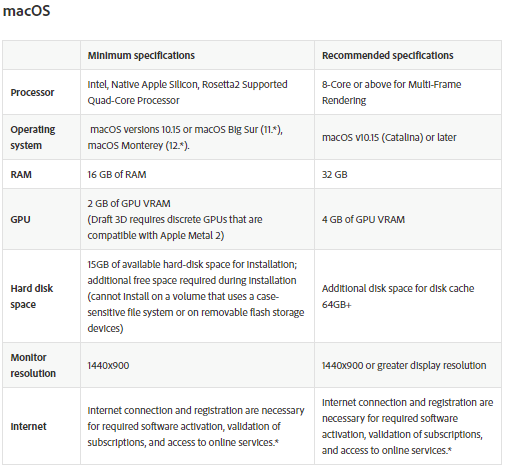 macOS
Minimum specifications
Recommended specifications
Processor
Intel, Native Apple Silicon, Rosetta2 Supported
Quad-Core Processor
8-Core or above for Multi-Frame
Rendering
Operating
system
macOS versions 10.15 or macOS Big Sur (11.*),
macOS Monterey (12.*).
macOS v10.15 (Catalina) or later
RAM
16 GB of RAM
32 GB
GPU
2 GB of GPU VRAM
(Draft 3D requires discrete GPUs that are
compatible with Apple Metal 2)
4 GB of GPU VRAM
Hard disk
space
15GB of available hard-disk space for installation;
additional free space required during installation
(cannot install on a volume that uses a case-
sensitive file system or on removable flash storage
devices)
Additional disk space for disk cache
64GB+
Monitor
resolution
1440x900
1440x900 or greater display resolution
Internet
Internet connection and registration are necessary
for required software activation, validation of
subscriptions, and access to online services.*
Internet connection and registration are
necessary for required software
activation, validation of subscriptions,
and access to online services.*